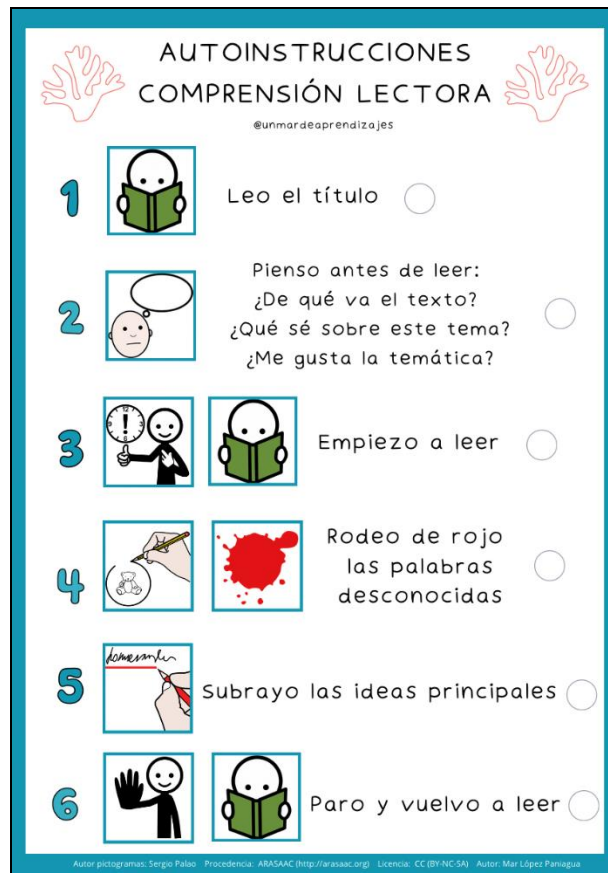 AUTOINSTRUCCIONES
COMPRENSIÓN LECTORA
@unmardeaprendizajes
1
Leo el título
2
Pienso antes de leer:
¿De qué va el texto?
¿Qué sé sobre este tema?
¿Me gusta la temática?
3
Empiezo a leer
4
Rodeo de rojo
las palabras
desconocidas
5
Subrayo las ideas principales
6
Paro y vuelvo a leer
Autor pictogramas: Sergio Palao Procedencia: ARASAAC (http://arasaac.org) Licencia: CC (BY-NC-SA) Autor: Mar López Paniagua